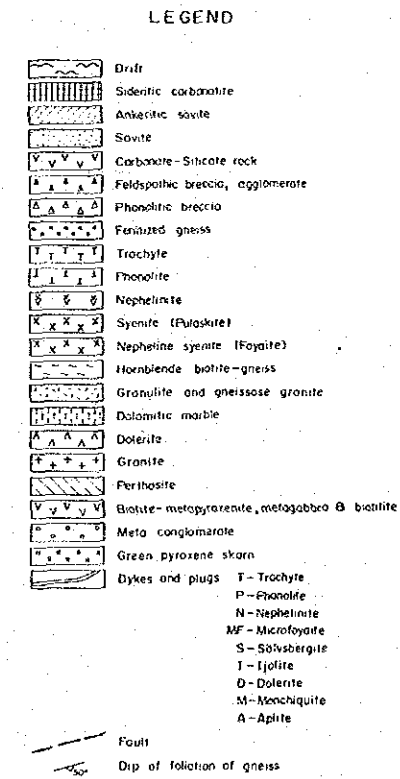 LEGEND
Drift
Sideritic carbonatite
Ankeritic sövite
Sövite
Carbonate-Silicate rock
Feldspathic breccia, agglomerate
Phonolitic breccia
Fenitized gneiss
Trachyte
Phonolite
Nephelinite
Syenite (Pulaskite)
Nepheline syenite (Foyaite)
Hornblende biotite-gneiss
Granulite and gneissose granite
Dolomitic marble
Dolerite
Granite
Perthosite
Biotite-metapyroxenite, metagabbro & biotitite
Meta conglomerate
Green pyroxene skarn
Dykes and plugs T - Trachyte
P - Phonolite
N - Nephelinite
MF - Microfoyaite
S - Sölvsbergite
I - Ijolite
D - Dolerite
M - Monchiquite
A - Aplite
Fault
50° Dip of foliation of gneiss